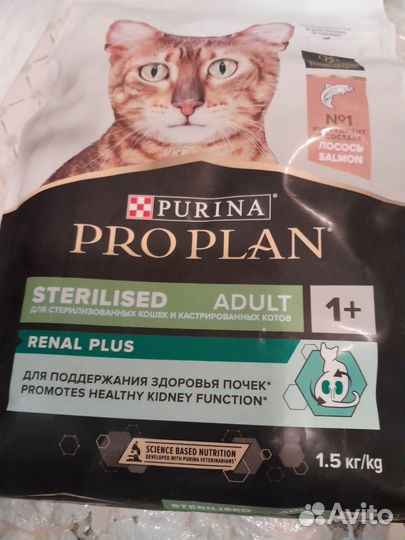 №1
ИНГРЕДИЕНТ
В СОСТАВЕ
ЛОСОСЬ
SALMON
PURINA
PRO PLAN
STERILISED ADULT 1+
ДЛЯ СТЕРИЛИЗОВАННЫХ КОШЕК И КАСТРИРОВАННЫХ КОТОВ
RENAL PLUS
ДЛЯ ПОДДЕРЖАНИЯ ЗДОРОВЬЯ ПОЧЕК*
PROMOTES HEALTHY KIDNEY FUNCTION*
SCIENCE BASED NUTRITION
DEVELOPED WITH PURINA VETERINARIANS*
1.5 кг/kg
STERILISED
Avito